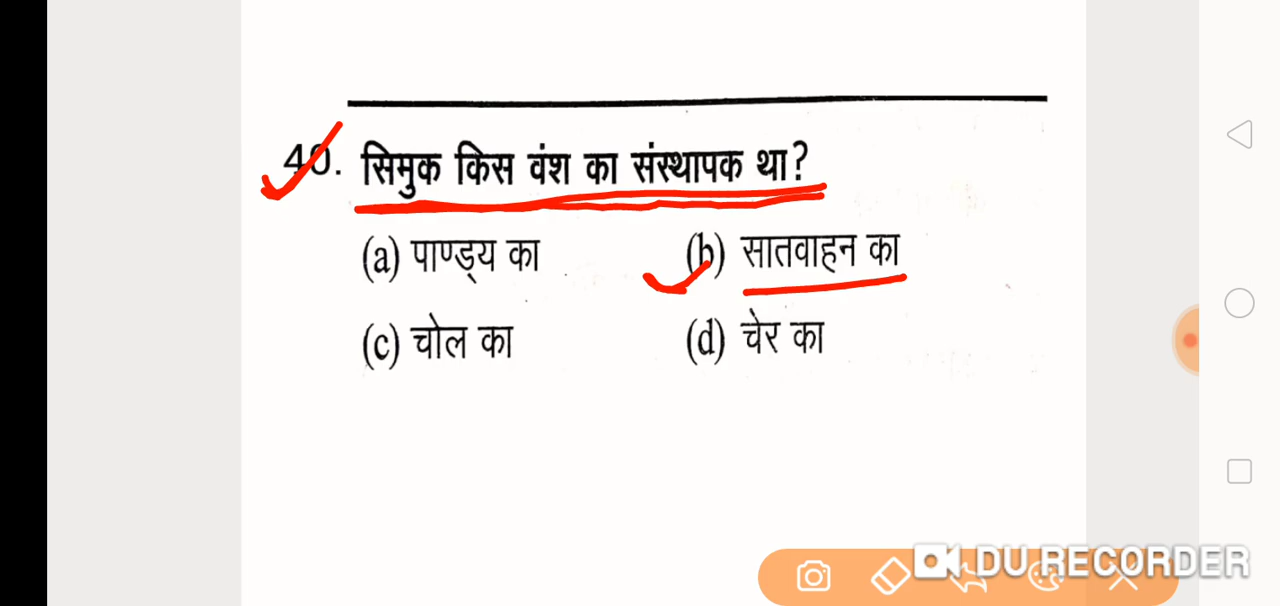 40. सिमुक किस वंश का संस्थापक था?
(a) पाण्ड्य का (b) सातवाहन का
(c) चोल का (d) चेर का
DU RECORDER